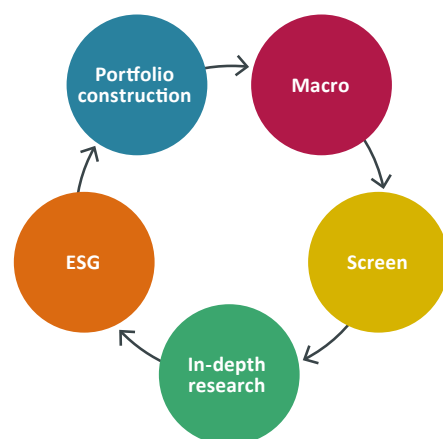 Portfolio
construction
Macro
Screen
In-depth
research
ESG